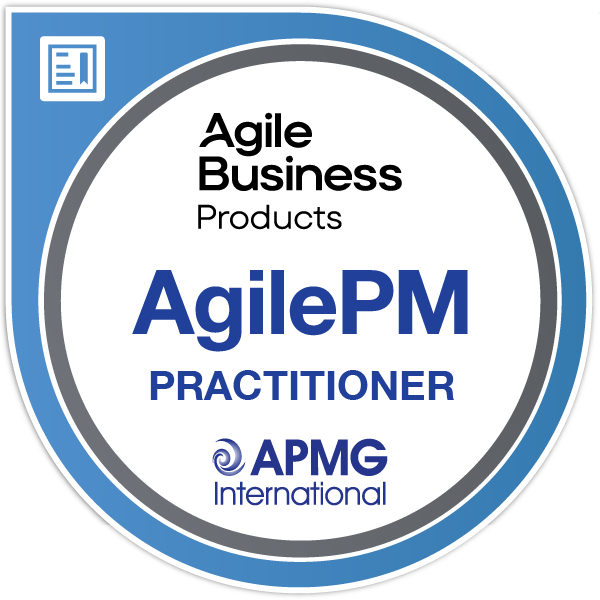 Agile
Business
Products
AgilePM
PRACTITIONER
APMG
International